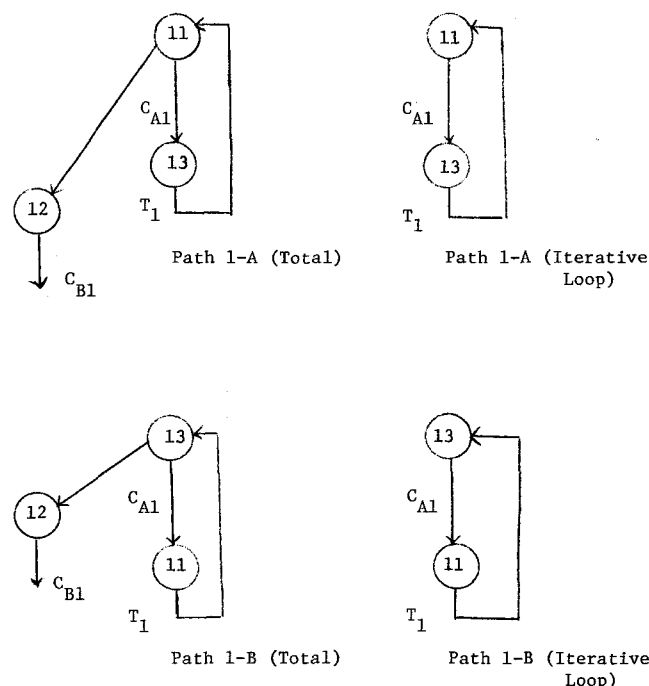 11
11
C_A1
C_A1
13
13
12
T_1
T_1
C_B1
Path 1-A (Total)
Path 1-A (Iterative
Loop)
13
13
12
C_A1
C_A1
11
11
C_B1
T_1
T_1
Path 1-B (Total)
Path 1-B (Iterative
Loop)